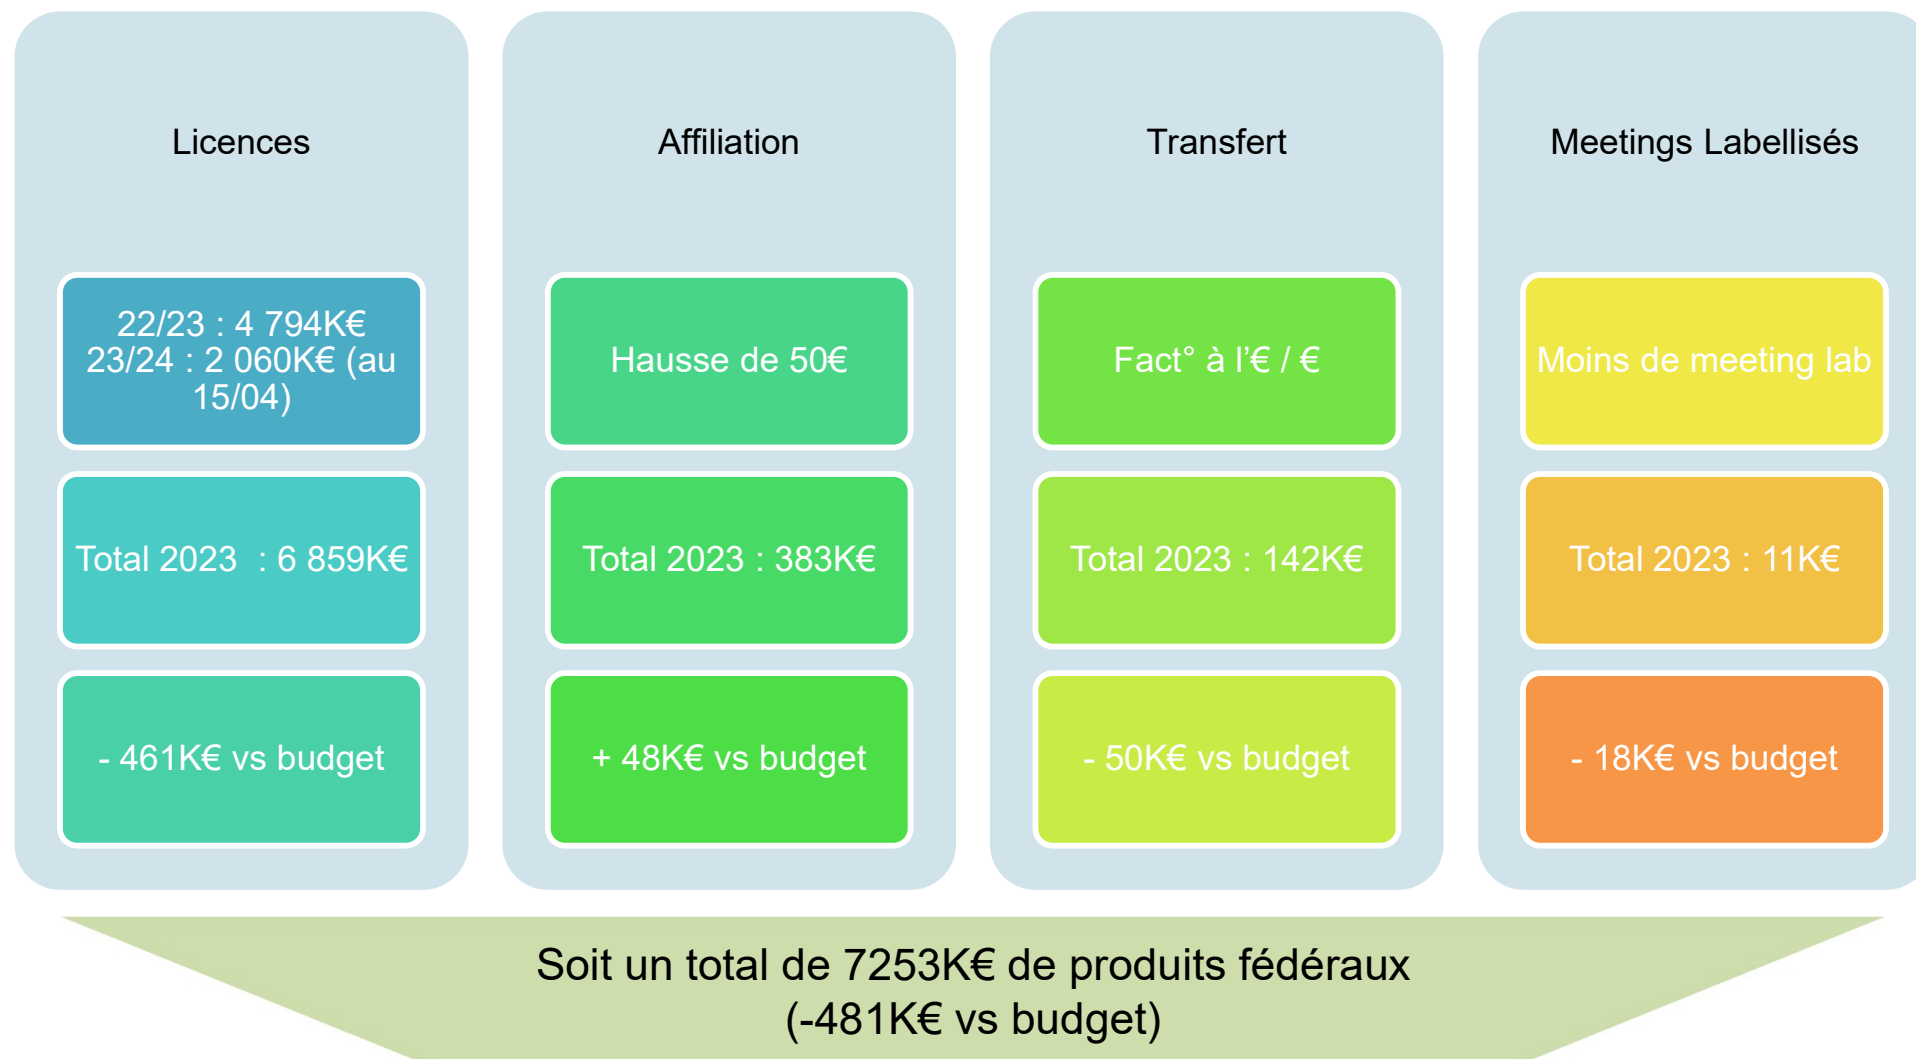 Licences
22/23 : 4 794K€
23/24 : 2 060K€ (au
15/04)
Total 2023  : 6 859K€
- 461K€ vs budget
Affiliation
Hausse de 50€
Total 2023 : 383K€
+ 48K€ vs budget
Transfert
Fact° à l'€ / €
Total 2023 : 142K€
- 50K€ vs budget
Meetings Labellisés
Moins de meeting lab
Total 2023 : 11K€
- 18K€ vs budget
Soit un total de 7253K€ de produits fédéraux
(-481K€ vs budget)